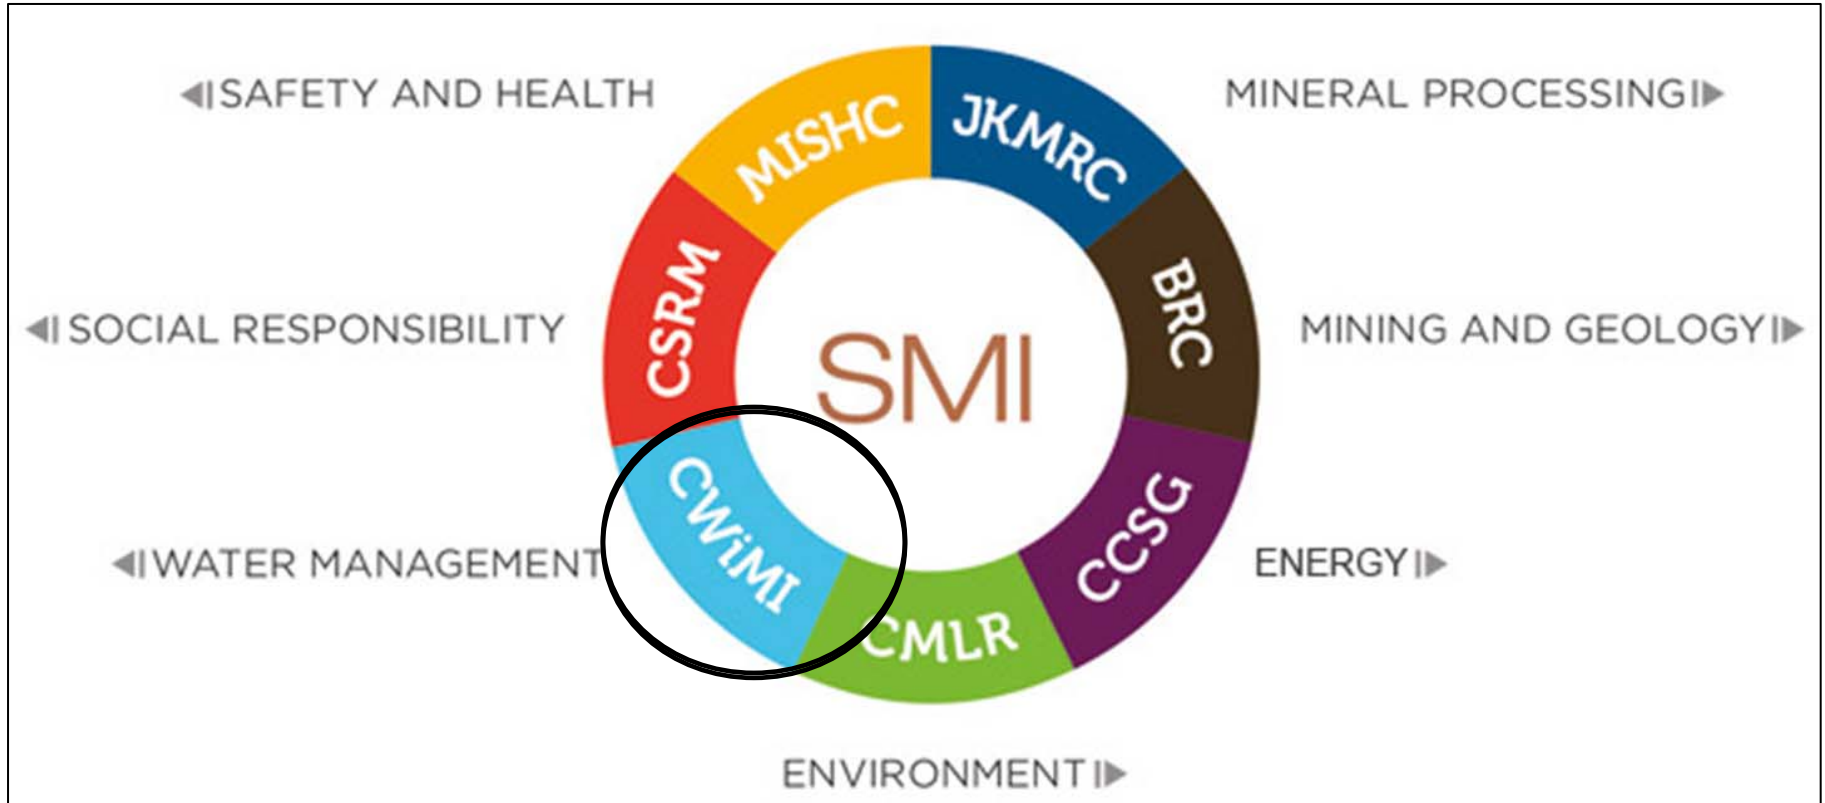 SAFETY AND HEALTH
MINERAL PROCESSING
MISHC
JKMRC
CSRM
BRC
SOCIAL RESPONSIBILITY
SMI
MINING AND GEOLOGY
CWiMI
CCSG
WATER MANAGEMENT
ENERGY
CMLR
ENVIRONMENT